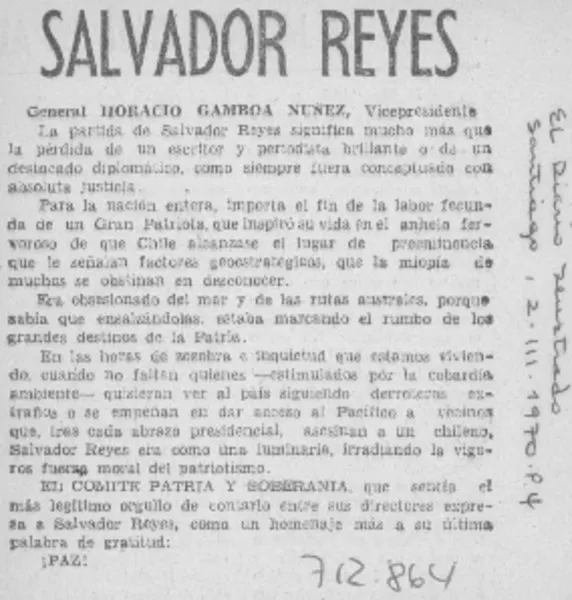 SALVADOR REYES
General HORACIO GAMBOA NUÑEZ, Vicepresidente
La partida de Salvador Reyes significa mucho más que
la pérdida de un escritor y periodista brillante o de un
destacado diplomático, como siempre fuera conceptuado con
absoluta justicia.
Para la nación entera, importa el fin de la labor fecun-
da de un Gran Patriota, que inspiró su vida en el anhelo fer-
voroso de que Chile alcanzase el lugar de preeminencia
que le señalan factores geoestratégicos, que la miopía de
muchos se obstinan en desconocer.
Era obsesionado del mar y de las rutas australes, porque
sabía que ensalzándolas, estaba marcando el rumbo de los
grandes destinos de la Patria.
En las horas de zozobra e inquietud que estamos vivien-
do, cuando no faltan quienes —estimulados por la cobardía
ambiente— quisieran ver al país siguiendo derroteros ex-
traños o se empeñan en dar acceso al Pacífico a vecinos
que, tras cada abrazo presidencial, asesinan a un chileno,
Salvador Reyes era como una luminaria, irradiando la vigo-
rosa fuerza moral del patriotismo.
EL COMITE PATRIA Y SOBERANIA, que sentía el
más legítimo orgullo de contarlo entre sus directores expre-
sa a Salvador Reyes, como un homenaje más a su última
palabra de gratitud:
¡PAZ!
El Diario Ilustrado
Santiago, 2.III.1970 P.4
712.864